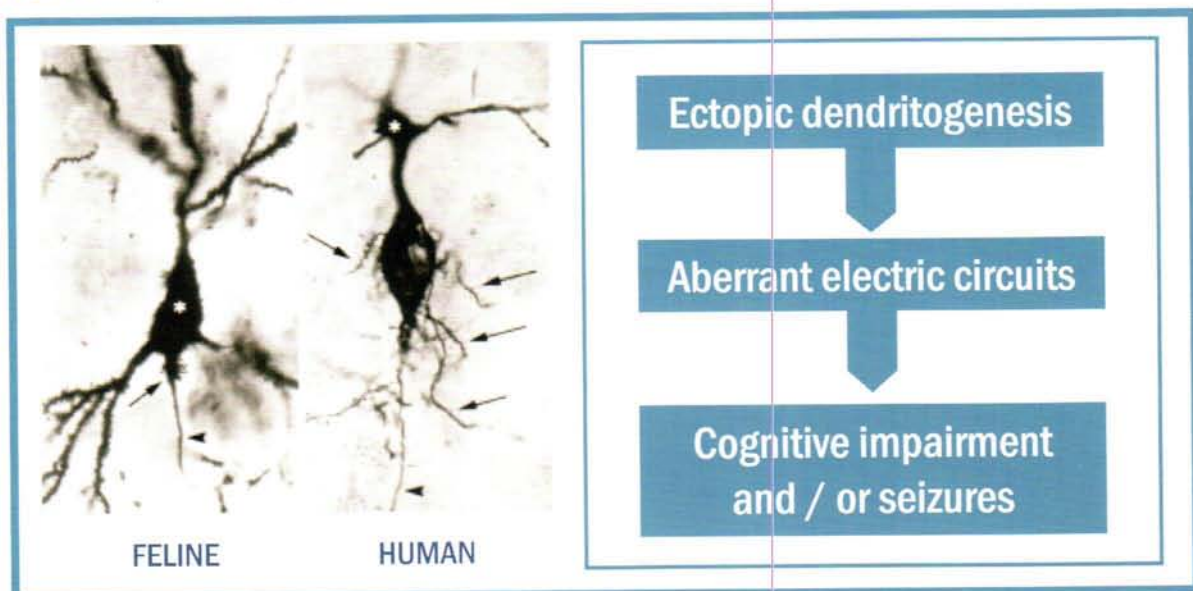 FELINE
HUMAN
Ectopic dendritogenesis
Aberrant electric circuits
Cognitive impairment
and / or seizures